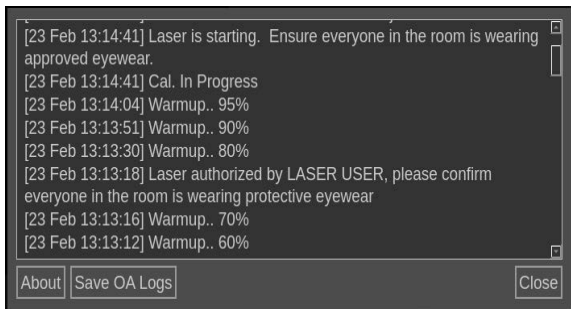 [23 Feb 13:14:41] Laser is starting.  Ensure everyone in the room is wearing
approved eyewear.
[23 Feb 13:14:41] Cal. In Progress
[23 Feb 13:14:04] Warmup.. 95%
[23 Feb 13:13:51] Warmup.. 90%
[23 Feb 13:13:30] Warmup.. 80%
[23 Feb 13:13:18] Laser authorized by LASER USER, please confirm
everyone in the room is wearing protective eyewear
[23 Feb 13:13:16] Warmup.. 70%
[23 Feb 13:13:12] Warmup.. 60%
About Save OA Logs Close